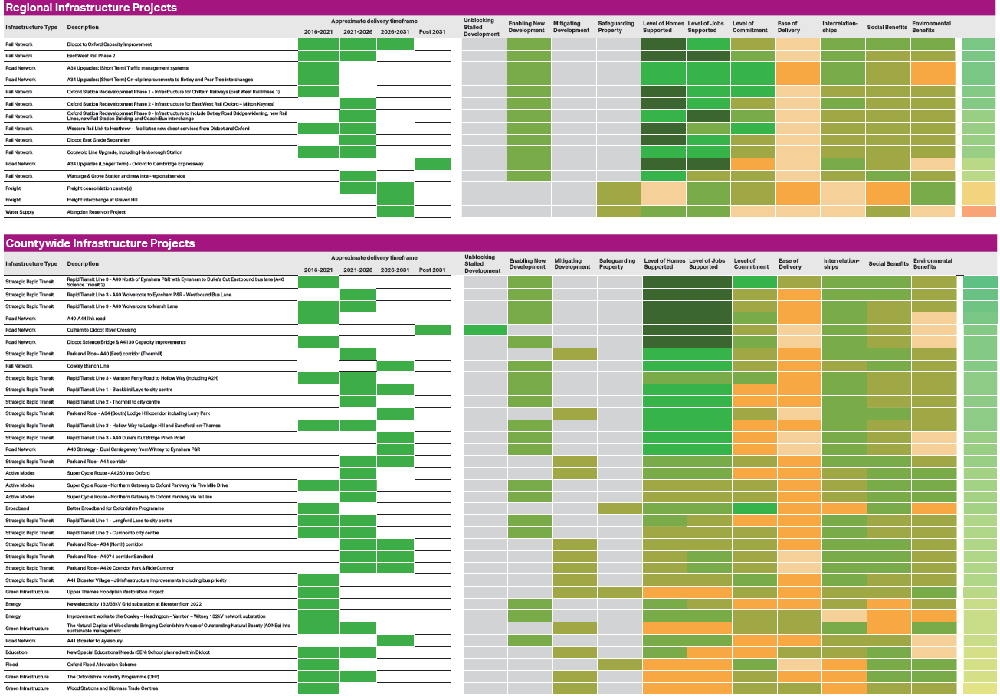 Regional Infrastructure Projects
Infrastructure Type Description Approximate delivery timeframe Unblocking Stalled Development Enabling New Development Mitigating Development Safeguarding Property Level of Homes Supported Level of Jobs Supported Level of Commitment Ease of Delivery Interrelation-ships Social Benefits Environmental Benefits
2016-2021 2021-2026 2026-2031 Post 2031
Rail Network Didcot to Oxford Capacity Improvement
Rail Network East West Rail Phase 2
Road Network A34 Upgrades: (Short Term) Traffic management systems
Road Network A34 Upgrades: (Short Term) On-slip improvements to Botley and Pear Tree interchanges
Rail Network Oxford Station Redevelopment Phase 1 - Infrastructure for Chiltern Railways (East West Rail Phase 1)
Rail Network Oxford Station Redevelopment Phase 2 - Infrastructure for East West Rail (Oxford – Milton Keynes)
Rail Network Oxford Station Redevelopment Phase 3 - Infrastructure to include Botley Road Bridge widening, new Rail
Lines, new Rail Station Building, and Coach/Bus Interchange
Rail Network Western Rail Link to Heathrow - facilitates new direct services from Didcot and Oxford
Rail Network Didcot East Grade Separation
Rail Network Cotswold Line Upgrade, including Hanborough Station
Road Network A34 Upgrades (Longer Term) - Oxford to Cambridge Expressway
Rail Network Wantage & Grove Station and new inter-regional service
Freight Freight consolidation centre(s)
Freight Freight interchange at Graven Hill
Water Supply Abingdon Reservoir Project
Countywide Infrastructure Projects
Infrastructure Type Description Approximate delivery timeframe Unblocking Stalled Development Enabling New Development Mitigating Development Safeguarding Property Level of Homes Supported Level of Jobs Supported Level of Commitment Ease of Delivery Interrelation-ships Social Benefits Environmental Benefits
2016-2021 2021-2026 2026-2031 Post 2031
Strategic Rapid Transit Rapid Transit Line 3 - A40 North of Eynsham P&R with Eynsham to Duke's Cut Eastbound bus lane (A40
Science Transit 2)
Strategic Rapid Transit Rapid Transit Line 3 - A40 Wolvercote to Eynsham P&R - Westbound Bus Lane
Strategic Rapid Transit Rapid Transit Line 3 - A40 Wolvercote to Marsh Lane
Road Network A40-A44 link road
Road Network Culham to Didcot River Crossing
Road Network Didcot Science Bridge & A4130 Capacity Improvements
Strategic Rapid Transit Park and Ride - A40 (East) corridor (Thornhill)
Rail Network Cowley Branch Line
Strategic Rapid Transit Rapid Transit Line 3 - Marston Ferry Road to Hollow Way (including A2H)
Strategic Rapid Transit Rapid Transit Line 1 - Blackbird Leys to city centre
Strategic Rapid Transit Rapid Transit Line 2 - Thornhill to city centre
Strategic Rapid Transit Park and Ride - A34 (South) Lodge Hill corridor including Lorry Park
Strategic Rapid Transit Rapid Transit Line 3 - Hollow Way to Lodge Hill and Sandford-on-Thames
Strategic Rapid Transit Rapid Transit Line 3 - A40 Duke's Cut Bridge Pinch Point
Road Network A40 Strategy - Dual Carriageway from Witney to Eynsham P&R
Strategic Rapid Transit Park and Ride - A44 corridor
Active Modes Super Cycle Route - A4260 into Oxford
Active Modes Super Cycle Route - Northern Gateway to Oxford Parkway via Five Mile Drive
Active Modes Super Cycle Route - Northern Gateway to Oxford Parkway via rail line
Broadband Better Broadband for Oxfordshire Programme
Strategic Rapid Transit Rapid Transit Line 1 - Langford Lane to city centre
Strategic Rapid Transit Rapid Transit Line 2 - Cumnor to city centre
Strategic Rapid Transit Park and Ride - A34 (North) corridor
Strategic Rapid Transit Park and Ride - A4074 corridor Sandford
Strategic Rapid Transit Park and Ride - A420 Corridor Park & Ride Cumnor
Strategic Rapid Transit A41 Bicester Village - J9 Infrastructure Improvements including bus priority
Green Infrastructure Upper Thames Floodplain Restoration Project
Energy New electricity 132/33kV Grid substation at Bicester from 2022
Energy Improvement works to the Cowley – Headington – Yarnton – Witney 132kV network substation
Green Infrastructure The Natural Capital of Woodlands: Bringing Oxfordshire Areas of Outstanding Natural Beauty (AONBs) into
sustainable management
Road Network A41 Bicester to Aylesbury
Education New Special Educational Needs (SEN) School planned within Didcot
Flood Oxford Flood Alleviation Scheme
Green Infrastructure The Oxfordshire Forestry Programme (OFP)
Green Infrastructure Wood Stations and Biomass Trade Centres